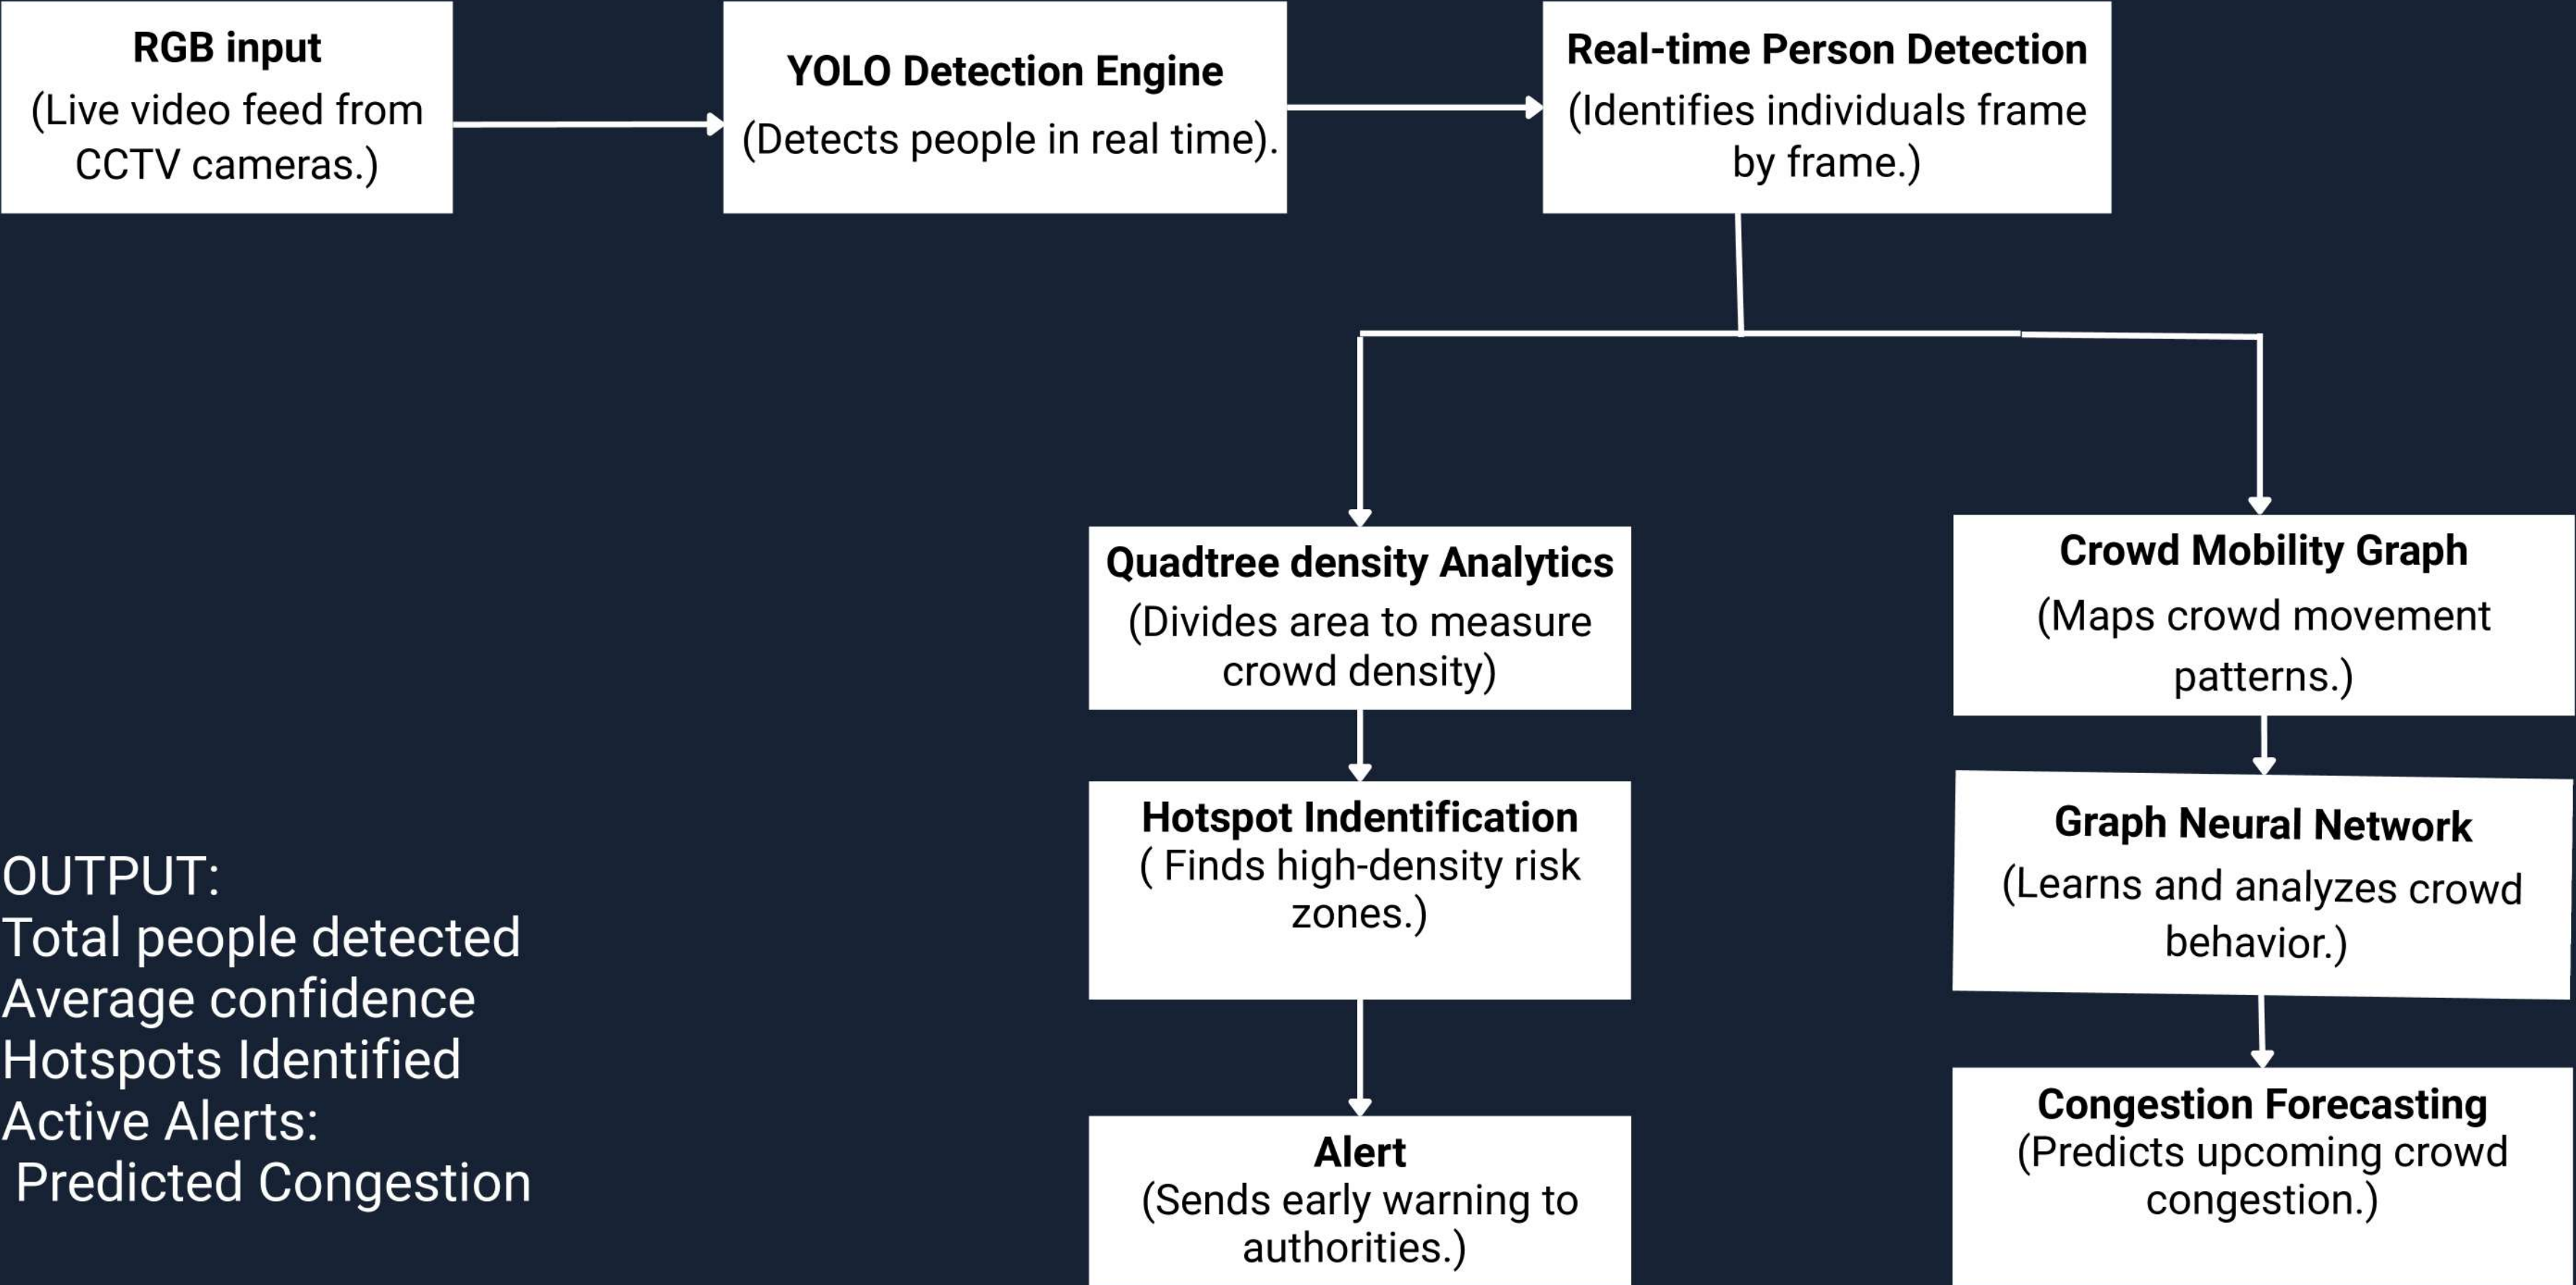 RGB input
(Live video feed from
CCTV cameras.)
YOLO Detection Engine
(Detects people in real time).
Real-time Person Detection
(Identifies individuals frame
by frame.)
Quadtree density Analytics
(Divides area to measure
crowd density)
Hotspot Indentification
( Finds high-density risk
zones.)
Alert
(Sends early warning to
authorities.)
Crowd Mobility Graph
(Maps crowd movement
patterns.)
Graph Neural Network
(Learns and analyzes crowd
behavior.)
Congestion Forecasting
(Predicts upcoming crowd
congestion.)
OUTPUT:
Total people detected
Average confidence
Hotspots Identified
Active Alerts:
Predicted Congestion